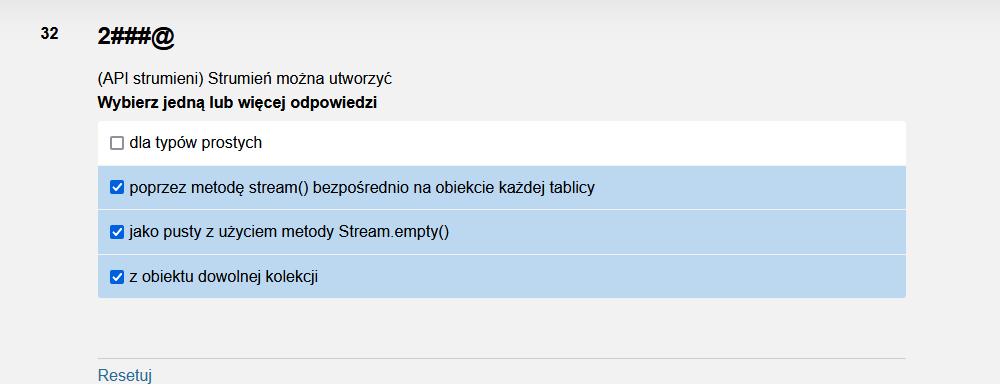 32
2###@
(API strumieni) Strumień można utworzyć
Wybierz jedną lub więcej odpowiedzi
dla typów prostych
poprzez metodę stream() bezpośrednio na obiekcie każdej tablicy
jako pusty z użyciem metody Stream.empty()
z obiektu dowolnej kolekcji
Resetuj